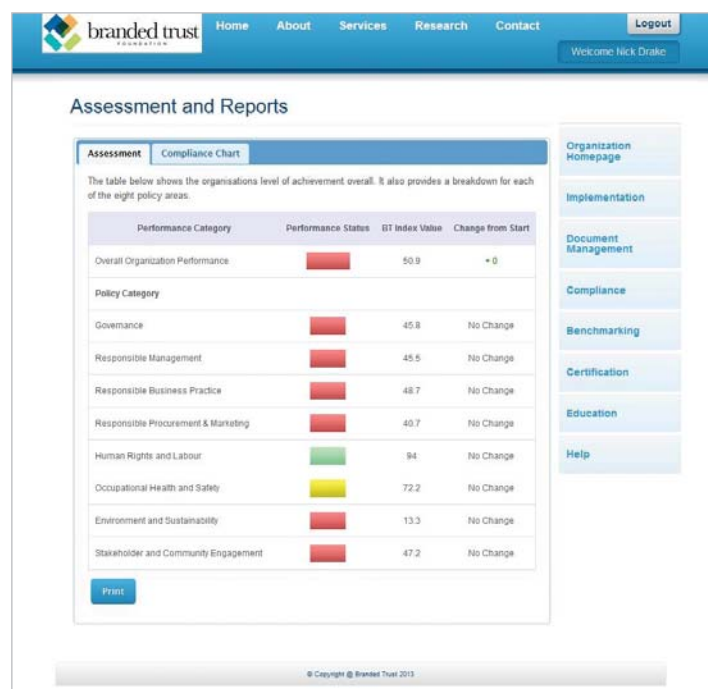 branded trust
FOUNDATION
Home About Services Research Contact
Logout
Welcome Nick Drake
Assessment and Reports
Assessment Compliance Chart
The table below shows the organisations level of achievement overall. It also provides a breakdown for each
of the eight policy areas.
Performance Category Performance Status BT Index Value Change from Start
Overall Organization Performance 50.9 0
Policy Category
Governance 45.8 No Change
Responsible Management 45.5 No Change
Responsible Business Practice 48.7 No Change
Responsible Procurement & Marketing 40.7 No Change
Human Rights and Labour 94 No Change
Occupational Health and Safety 72.2 No Change
Environment and Sustainability 13.3 No Change
Stakeholder and Community Engagement 47.2 No Change
Print
Organization
Homepage
Implementation
Document
Management
Compliance
Benchmarking
Certification
Education
Help
© Copyright @ Branded Trust 2013